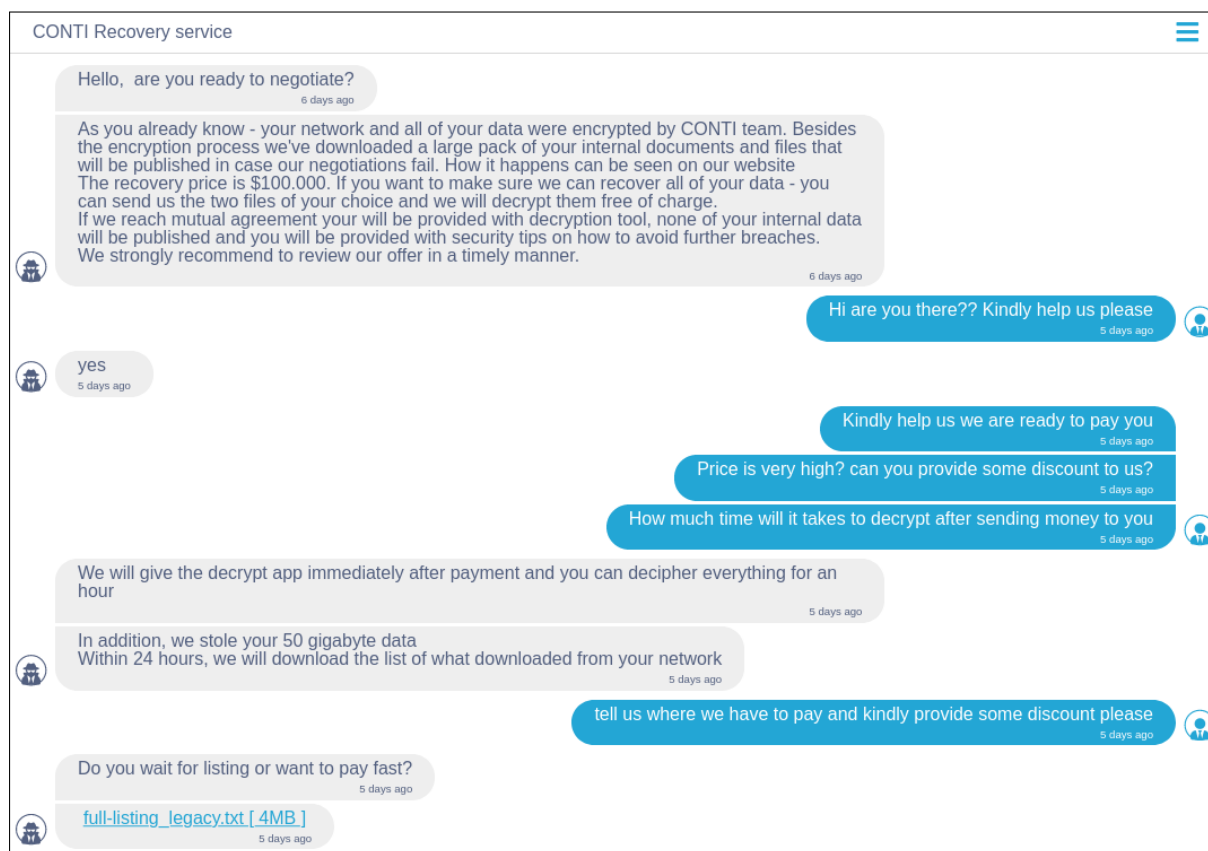 CONTI Recovery service
Hello,  are you ready to negotiate?
6 days ago
As you already know - your network and all of your data were encrypted by CONTI team. Besides
the encryption process we've downloaded a large pack of your internal documents and files that
will be published in case our negotiations fail. How it happens can be seen on our website
The recovery price is $100.000. If you want to make sure we can recover all of your data - you
can send us the two files of your choice and we will decrypt them free of charge.
If we reach mutual agreement your will be provided with decryption tool, none of your internal data
will be published and you will be provided with security tips on how to avoid further breaches.
We strongly recommend to review our offer in a timely manner.
6 days ago
Hi are you there?? Kindly help us please
5 days ago
yes
5 days ago
Kindly help us we are ready to pay you
5 days ago
Price is very high? can you provide some discount to us?
5 days ago
How much time will it takes to decrypt after sending money to you
5 days ago
We will give the decrypt app immediately after payment and you can decipher everything for an
hour
5 days ago
In addition, we stole your 50 gigabyte data
Within 24 hours, we will download the list of what downloaded from your network
5 days ago
tell us where we have to pay and kindly provide some discount please
5 days ago
Do you wait for listing or want to pay fast?
5 days ago
full-listing_legacy.txt [ 4MB ]
5 days ago